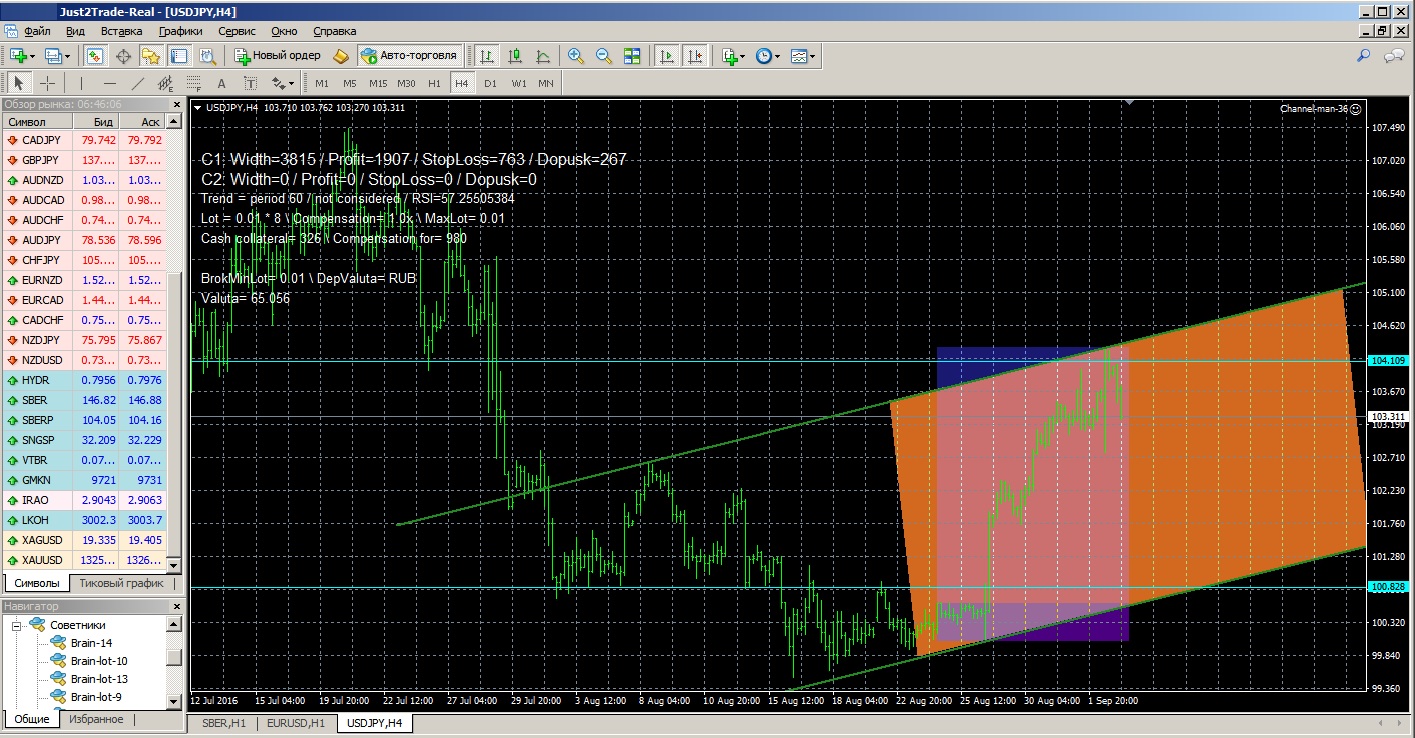 Just2Trade-Real - [USDJPY,H4]
Файл Вид Вставка Графики Сервис Окно Справка
Новый ордер Авто-торговля
A T M1 M5 M15 M30 H1 H4 D1 W1 MN
Обзор рынка: 06:46:06
Символ Бид Аск
CADJPY 79.742 79.792
GBPJPY 137.... 137....
AUDNZD 1.03... 1.03...
AUDCAD 0.98... 0.98...
AUDCHF 0.74... 0.74...
AUDJPY 78.536 78.596
CHFJPY 105.... 105....
EURNZD 1.52... 1.52...
EURCAD 1.44... 1.44...
CADCHF 0.75... 0.75...
NZDJPY 75.795 75.867
NZDUSD 0.73... 0.73...
HYDR 0.7956 0.7976
SBER 146.82 146.88
SBERP 104.05 104.16
SNGSP 32.209 32.229
VTBR 0.07... 0.07...
GMKN 9721 9731
IRAO 2.9043 2.9063
LKOH 3002.3 3003.7
XAGUSD 19.335 19.405
XAUUSD 1325... 1326...
Символы Тиковый график
Навигатор
Советники
Brain-14
Brain-lot-10
Brain-lot-13
Brain-lot-9
Общие Избранное
USDJPY,H4 103.710 103.762 103.270 103.311
Channel-man-36
C1: Width=3815 / Profit=1907 / StopLoss=763 / Dopusk=267
C2: Width=0 / Profit=0 / StopLoss=0 / Dopusk=0
Trend = period 60 / not considered / RSI=57.25505384
Lot = 0.01 * 8 \ Compensation= 1.0x \ MaxLot= 0.01
Cash collateral= 326 \ Compensation for= 980
BrokMinLot= 0.01 \ DepValuta= RUB
Valuta= 65.056
107.490
107.020
106.540
106.060
105.580
105.100
104.620
104.109
103.670
103.311
103.190
102.710
102.230
101.760
101.280
100.828
100.320
99.840
99.360
12 Jul 2016 15 Jul 04:00 19 Jul 20:00 22 Jul 12:00 27 Jul 04:00 29 Jul 20:00 3 Aug 12:00 8 Aug 04:00 10 Aug 20:00 15 Aug 12:00 18 Aug 04:00 22 Aug 20:00 25 Aug 12:00 30 Aug 04:00 1 Sep 20:00
SBER,H1 EURUSD,H1 USDJPY,H4